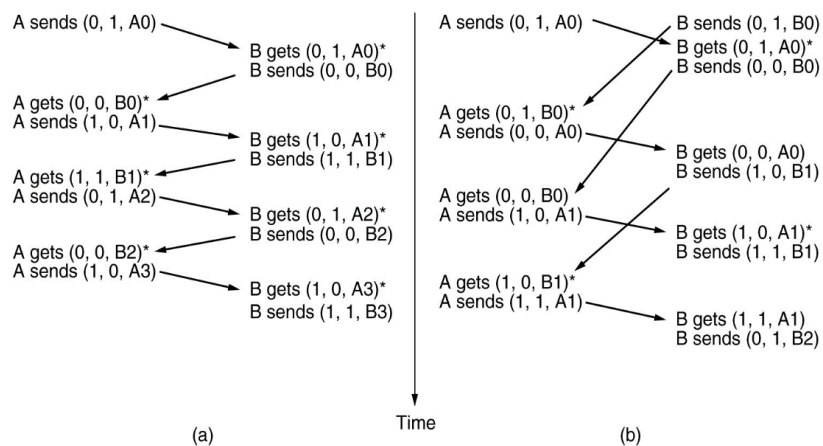 A sends (0, 1, A0)
B gets (0, 1, A0)*
B sends (0, 0, B0)
A gets (0, 0, B0)*
A sends (1, 0, A1)
B gets (1, 0, A1)*
B sends (1, 1, B1)
A gets (1, 1, B1)*
A sends (0, 1, A2)
B gets (0, 1, A2)*
B sends (0, 0, B2)
A gets (0, 0, B2)*
A sends (1, 0, A3)
B gets (1, 0, A3)*
B sends (1, 1, B3)
(a)
Time
A sends (0, 1, A0)
B sends (0, 1, B0)
B gets (0, 1, A0)*
B sends (0, 0, B0)
A gets (0, 1, B0)*
A sends (0, 0, A0)
B gets (0, 0, A0)
B sends (1, 0, B1)
A gets (0, 0, B0)
A sends (1, 0, A1)
B gets (1, 0, A1)*
B sends (1, 1, B1)
A gets (1, 0, B1)*
A sends (1, 1, A1)
B gets (1, 1, A1)
B sends (0, 1, B2)
(b)